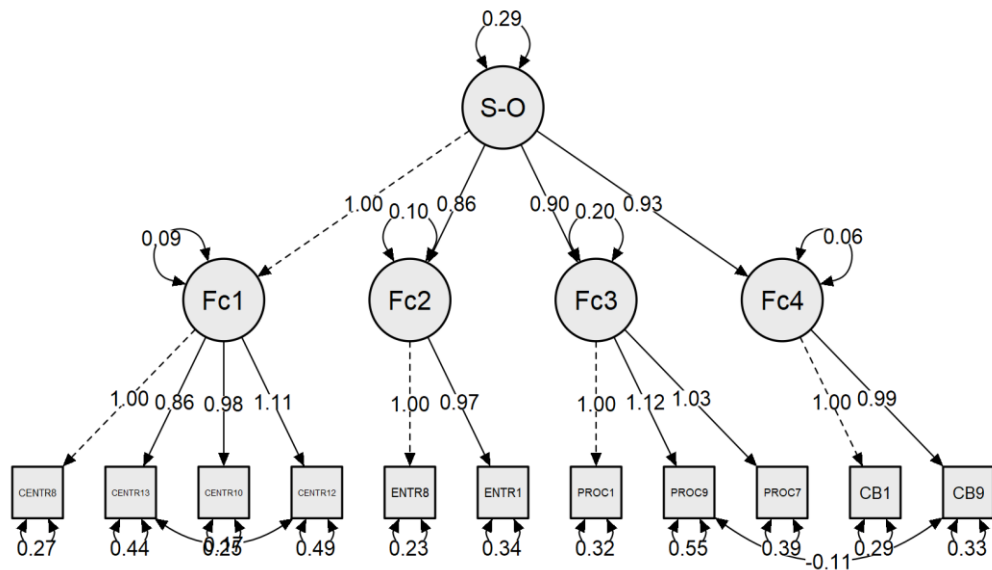 0.29
S-O
1.00 0.86 0.90 0.93
0.09 0.10 0.20 0.06
Fc1 Fc2 Fc3 Fc4
1.00 0.86 0.98 1.11 1.00 0.97 1.00 1.12 1.03 1.00 0.99
CENTR8 CENTR13 CENTR10 CENTR12 ENTR8 ENTR1 PROC1 PROC9 PROC7 CB1 CB9
0.27 0.44 0.17 0.49 0.23 0.34 0.32 0.55 0.39 0.29 0.33
-0.11